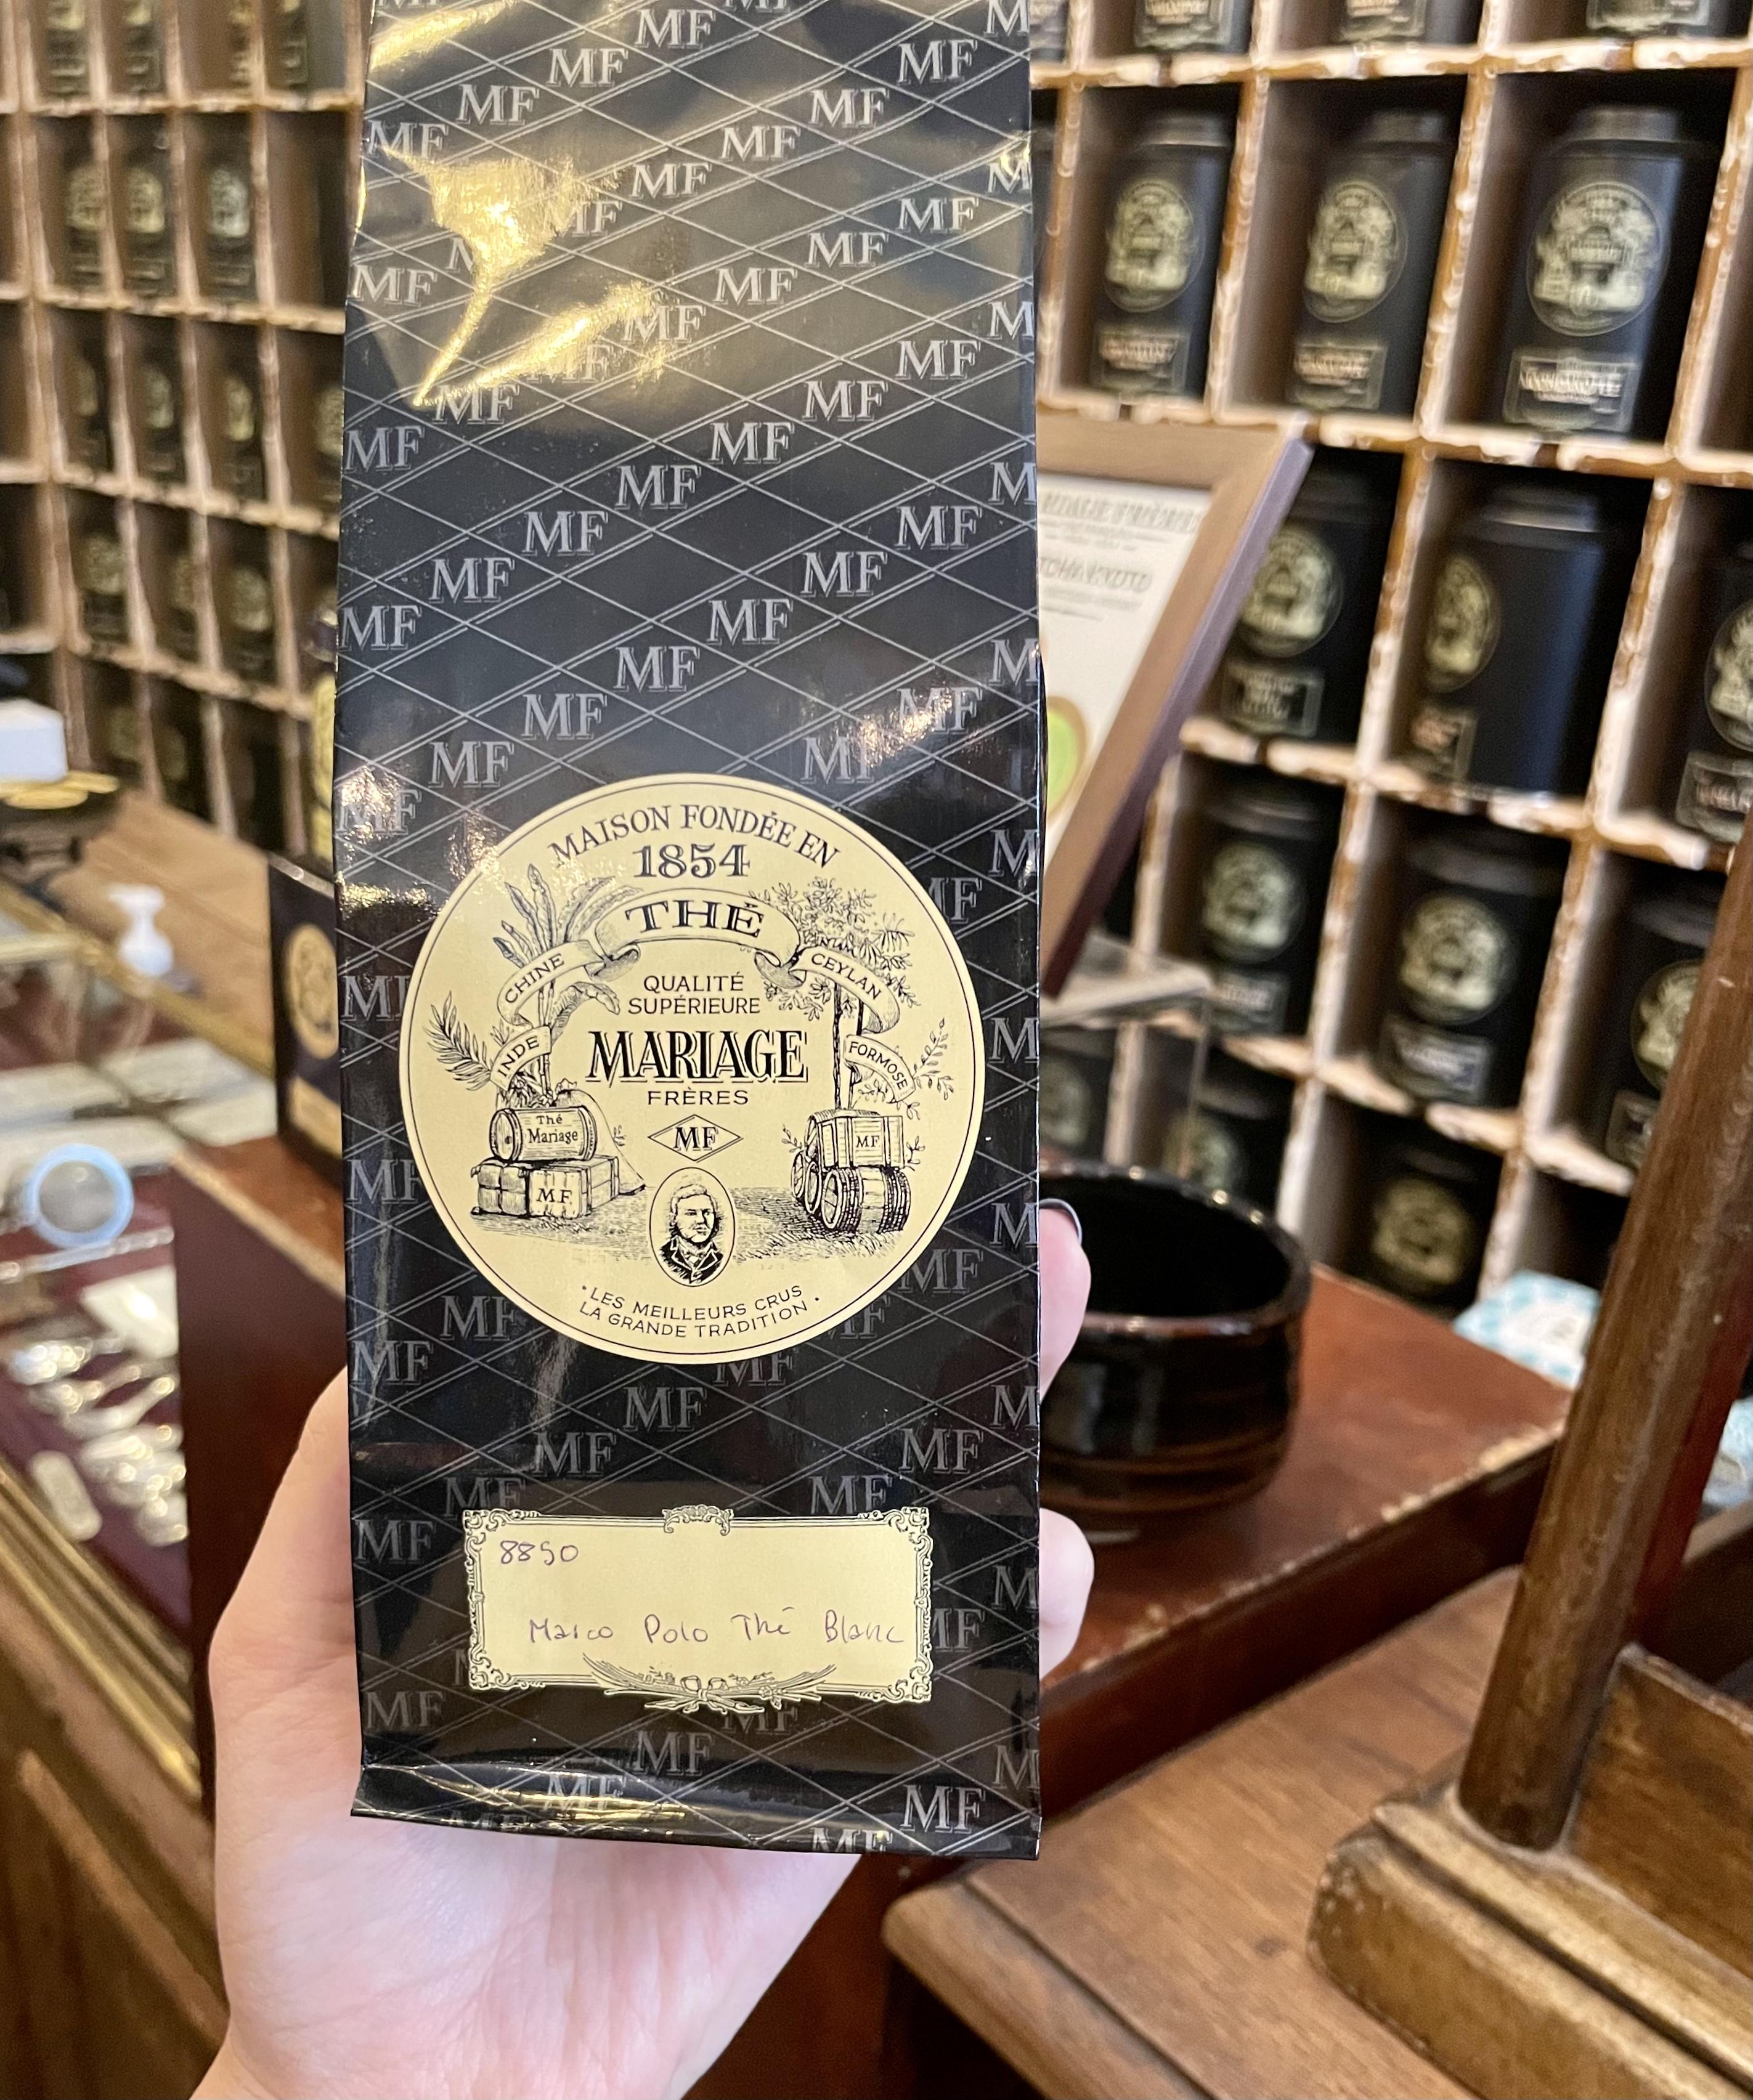 MAISON FONDÉE EN
1854
THÉ
CHINE
CEYLAN
INDE
FORMOSE
QUALITÉ
SUPÉRIEURE
MARIAGE
FRÈRES
MF
Thé
Mariage
M.F.
MF
·LES MEILLEURS CRUS
LA GRANDE TRADITION·
8850
Marco Polo Thé Blanc